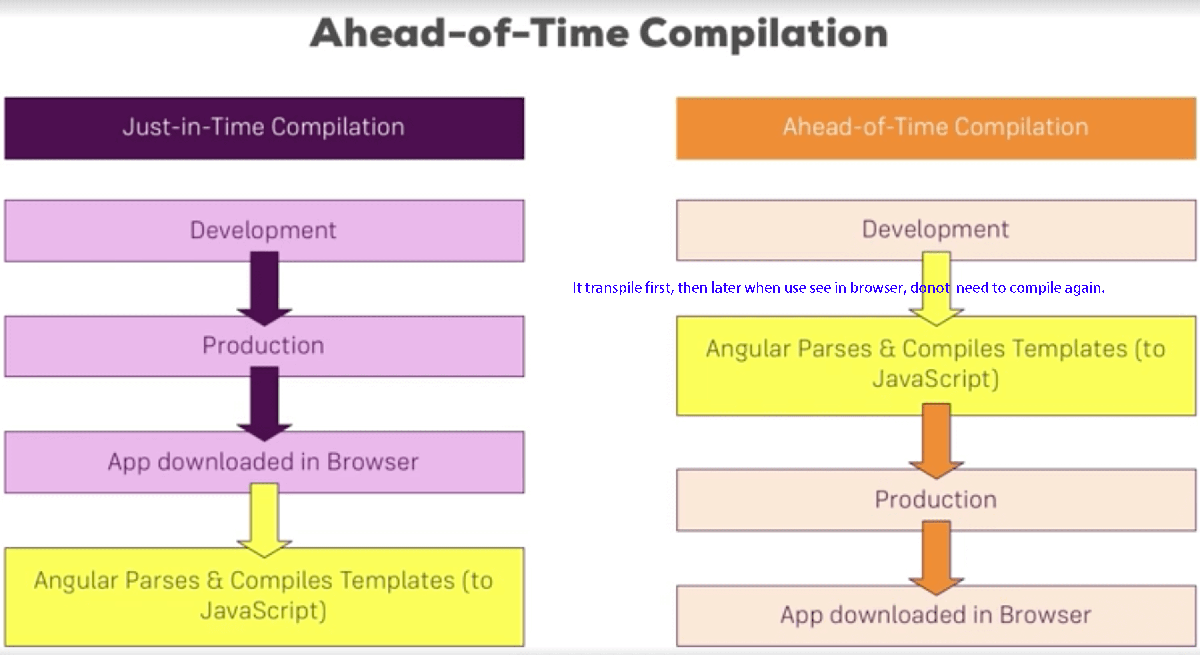 Ahead-of-Time Compilation
Just-in-Time Compilation
Development
Production
App downloaded in Browser
Angular Parses & Compiles Templates (to
JavaScript)
Ahead-of-Time Compilation
Development
It transpile first, then later when use see in browser, donot need to compile again.
Angular Parses & Compiles Templates (to
JavaScript)
Production
App downloaded in Browser